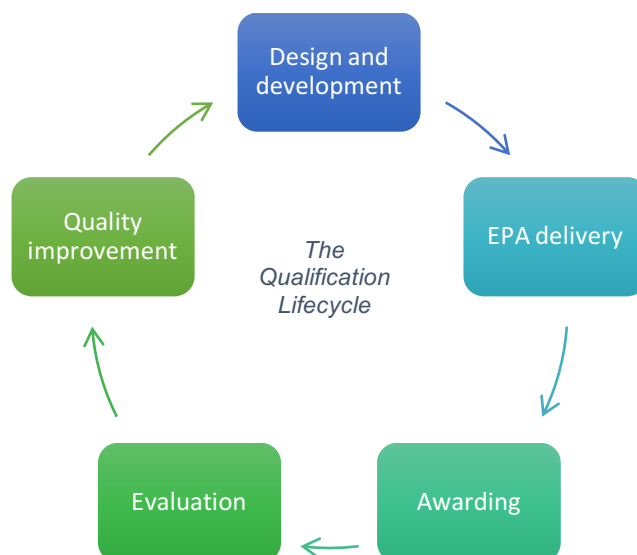 Design and
development
EPA delivery
Awarding
Evaluation
Quality
improvement
The
Qualification
Lifecycle